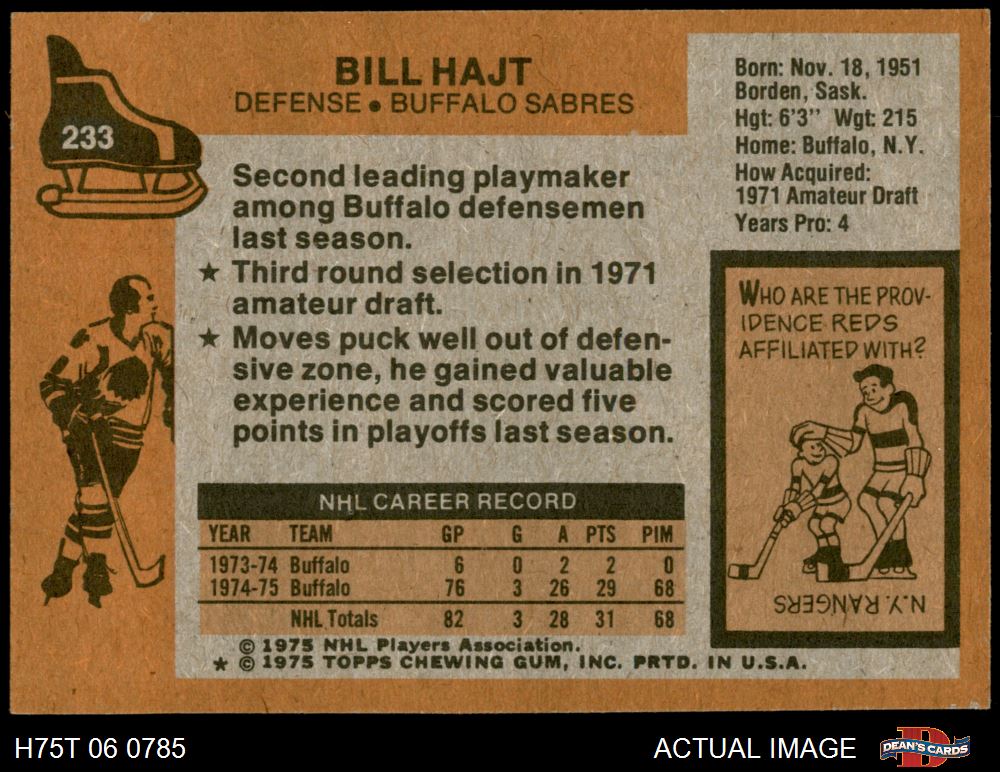 233
BILL HAJT
DEFENSE • BUFFALO SABRES
Born: Nov. 18, 1951
Borden, Sask.
Hgt: 6'3" Wgt: 215
Home: Buffalo, N.Y.
How Acquired:
1971 Amateur Draft
Years Pro: 4
Second leading playmaker
among Buffalo defensemen
last season.
★ Third round selection in 1971
amateur draft.
★ Moves puck well out of defen-
sive zone, he gained valuable
experience and scored five
points in playoffs last season.
WHO ARE THE PROV-
IDENCE REDS
AFFILIATED WITH?
N.Y. RANGERS
NHL CAREER RECORD
YEAR TEAM GP G A PTS PIM
1973-74 Buffalo 6 0 2 2 0
1974-75 Buffalo 76 3 26 29 68
NHL Totals 82 3 28 31 68
© 1975 NHL Players Association.
★ © 1975 TOPPS CHEWING GUM, INC. PRTD. IN U.S.A.
H75T 06 0785
ACTUAL IMAGE
D
DEAN'S CARDS